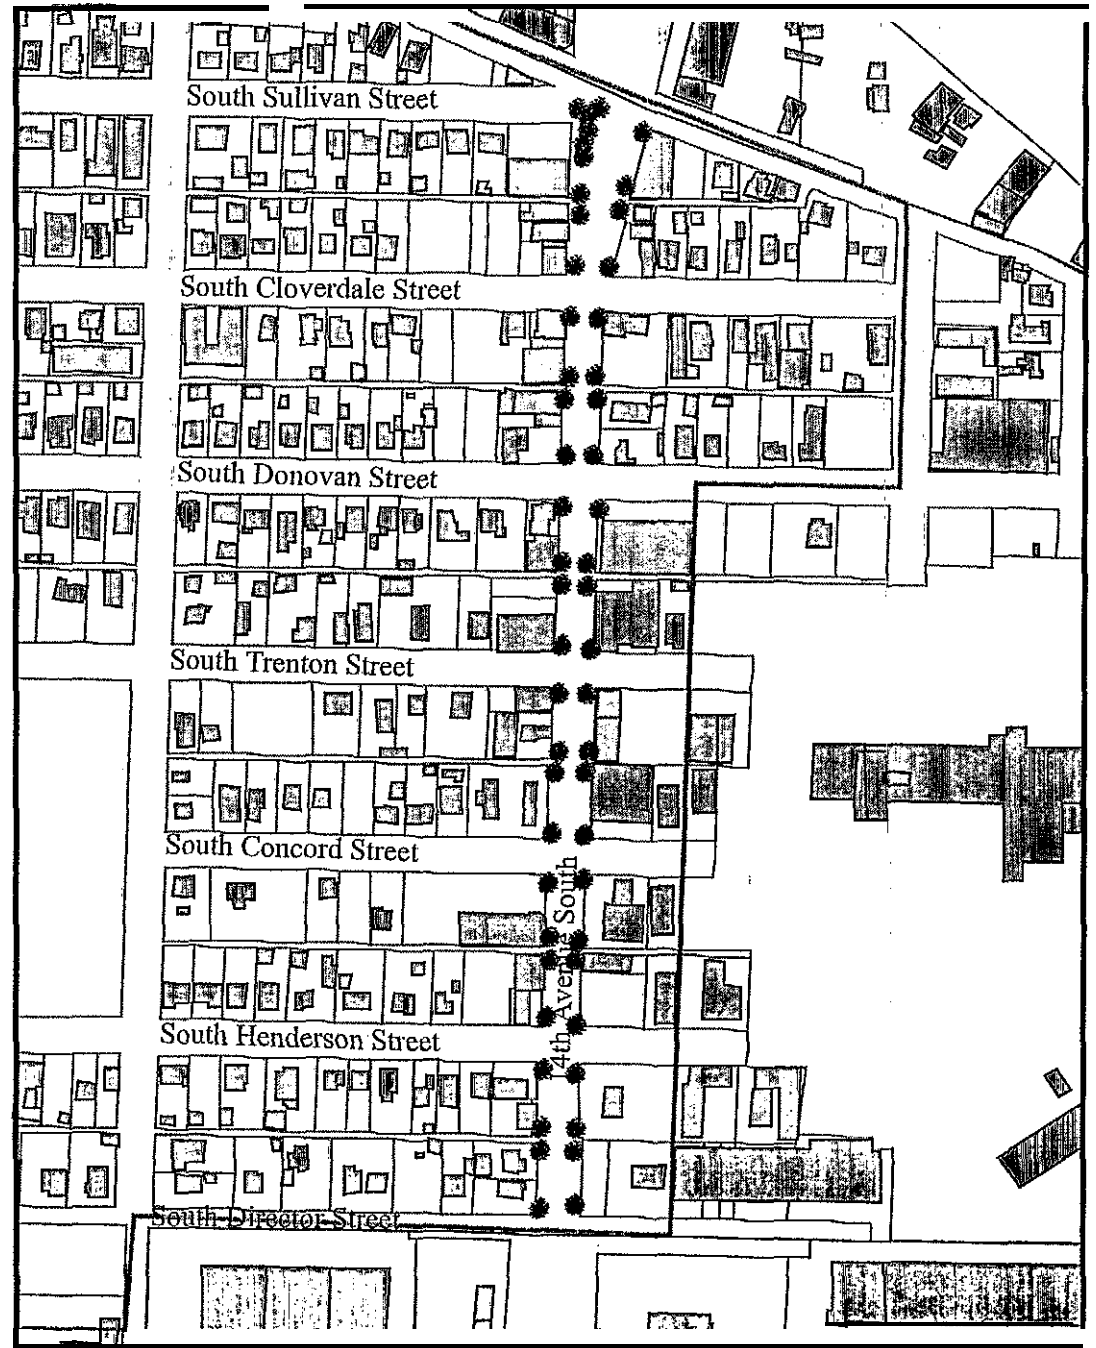 South Sullivan Street
South Cloverdale Street
South Donovan Street
South Trenton Street
South Concord Street
14th Avenue South
South Henderson Street
South Director Street